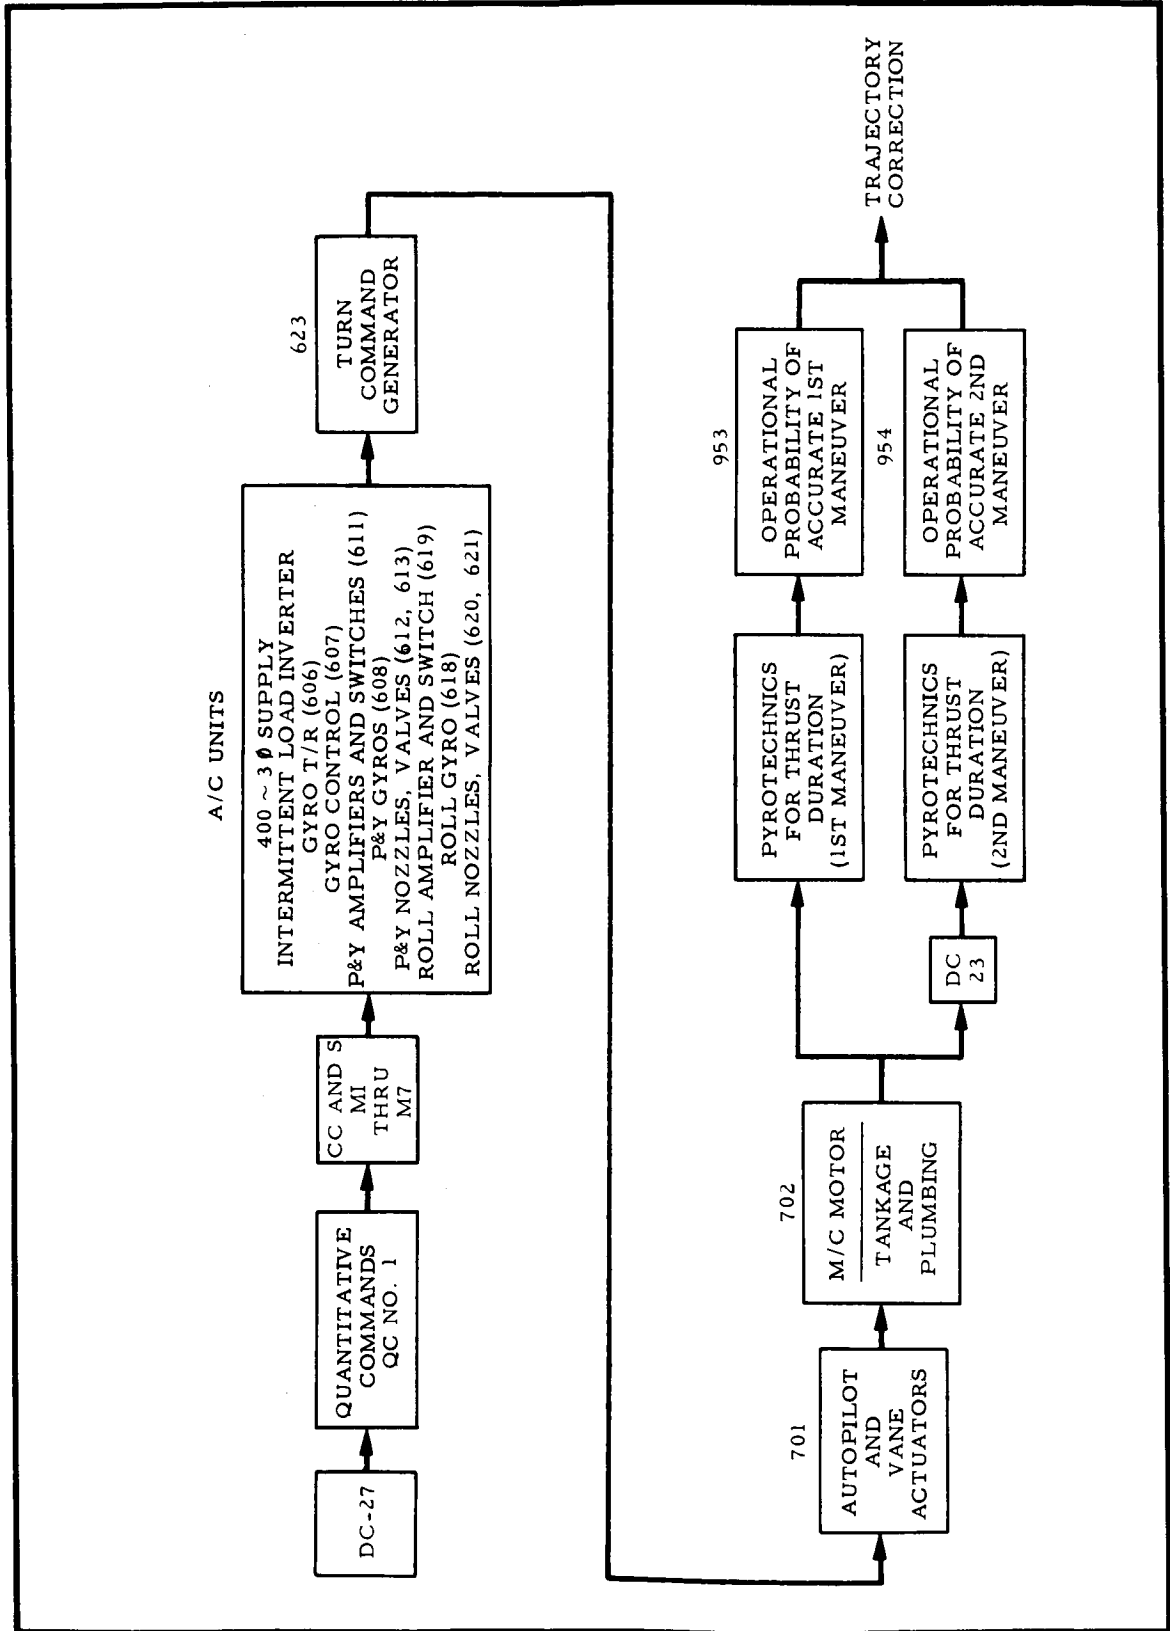 DC-27
QUANTITATIVE
COMMANDS
QC NO. 1
CC AND S
MI
THRU
M7
A/C UNITS
400 ~ 3Ø SUPPLY
INTERMITTENT LOAD INVERTER
GYRO T/R (606)
GYRO CONTROL (607)
P&Y AMPLIFIERS AND SWITCHES (611)
P&Y GYROS (608)
P&Y NOZZLES, VALVES (612, 613)
ROLL AMPLIFIER AND SWITCH (619)
ROLL GYRO (618)
ROLL NOZZLES, VALVES (620, 621)
623
TURN
COMMAND
GENERATOR
701
AUTOPILOT
AND
VANE
ACTUATORS
702
M/C MOTOR
TANKAGE
AND
PLUMBING
PYROTECHNICS
FOR THRUST
DURATION
(1ST MANEUVER)
953
OPERATIONAL
PROBABILITY OF
ACCURATE 1ST
MANEUVER
DC
23
PYROTECHNICS
FOR THRUST
DURATION
(2ND MANEUVER)
954
OPERATIONAL
PROBABILITY OF
ACCURATE 2ND
MANEUVER
TRAJECTORY
CORRECTION